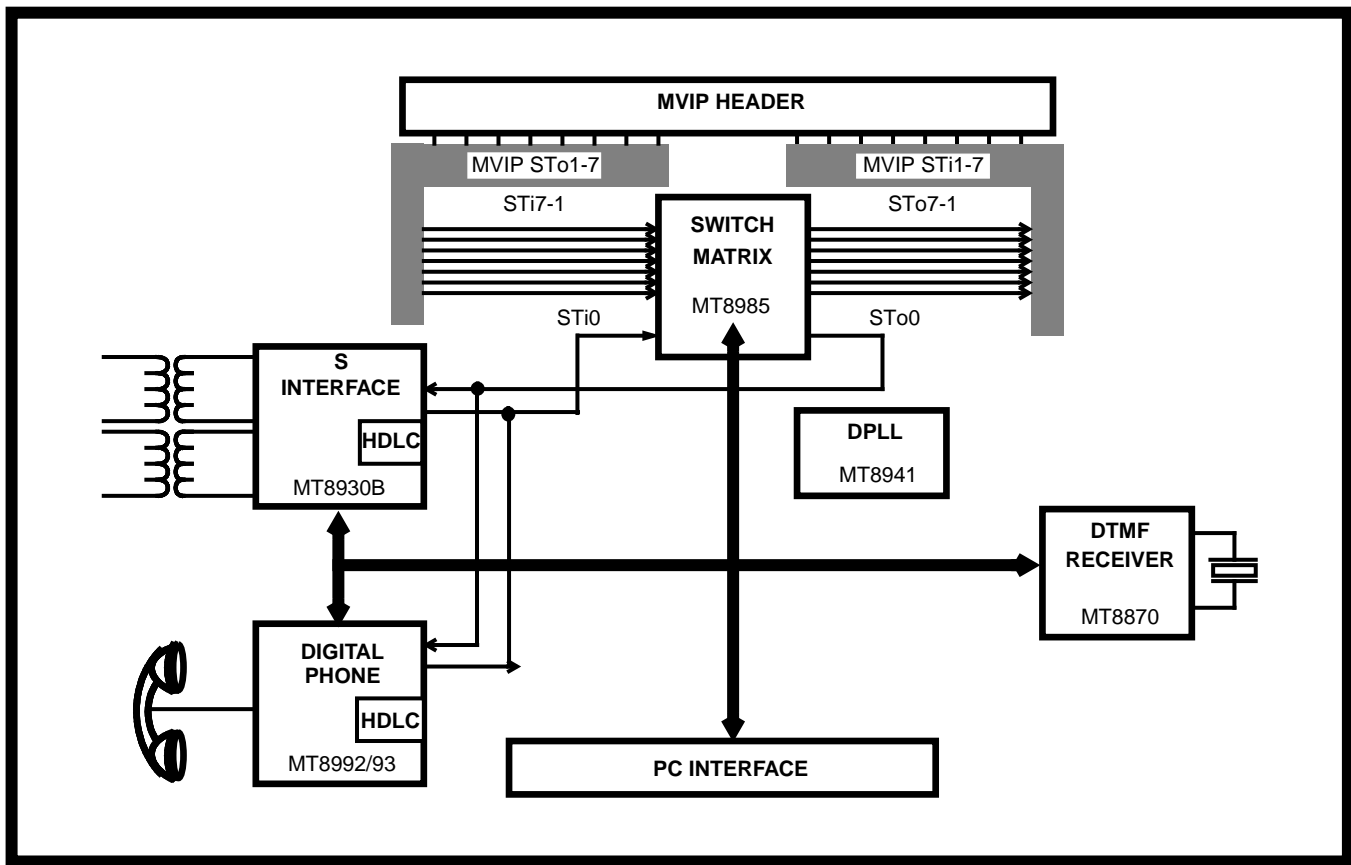 MVIP HEADER
MVIP STo1-7
MVIP STi1-7
STi7-1
STo7-1
SWITCH
MATRIX
MT8985
STi0
STo0
S
INTERFACE
HDLC
MT8930B
DPLL
MT8941
DTMF
RECEIVER
MT8870
DIGITAL
PHONE
HDLC
MT8992/93
PC INTERFACE